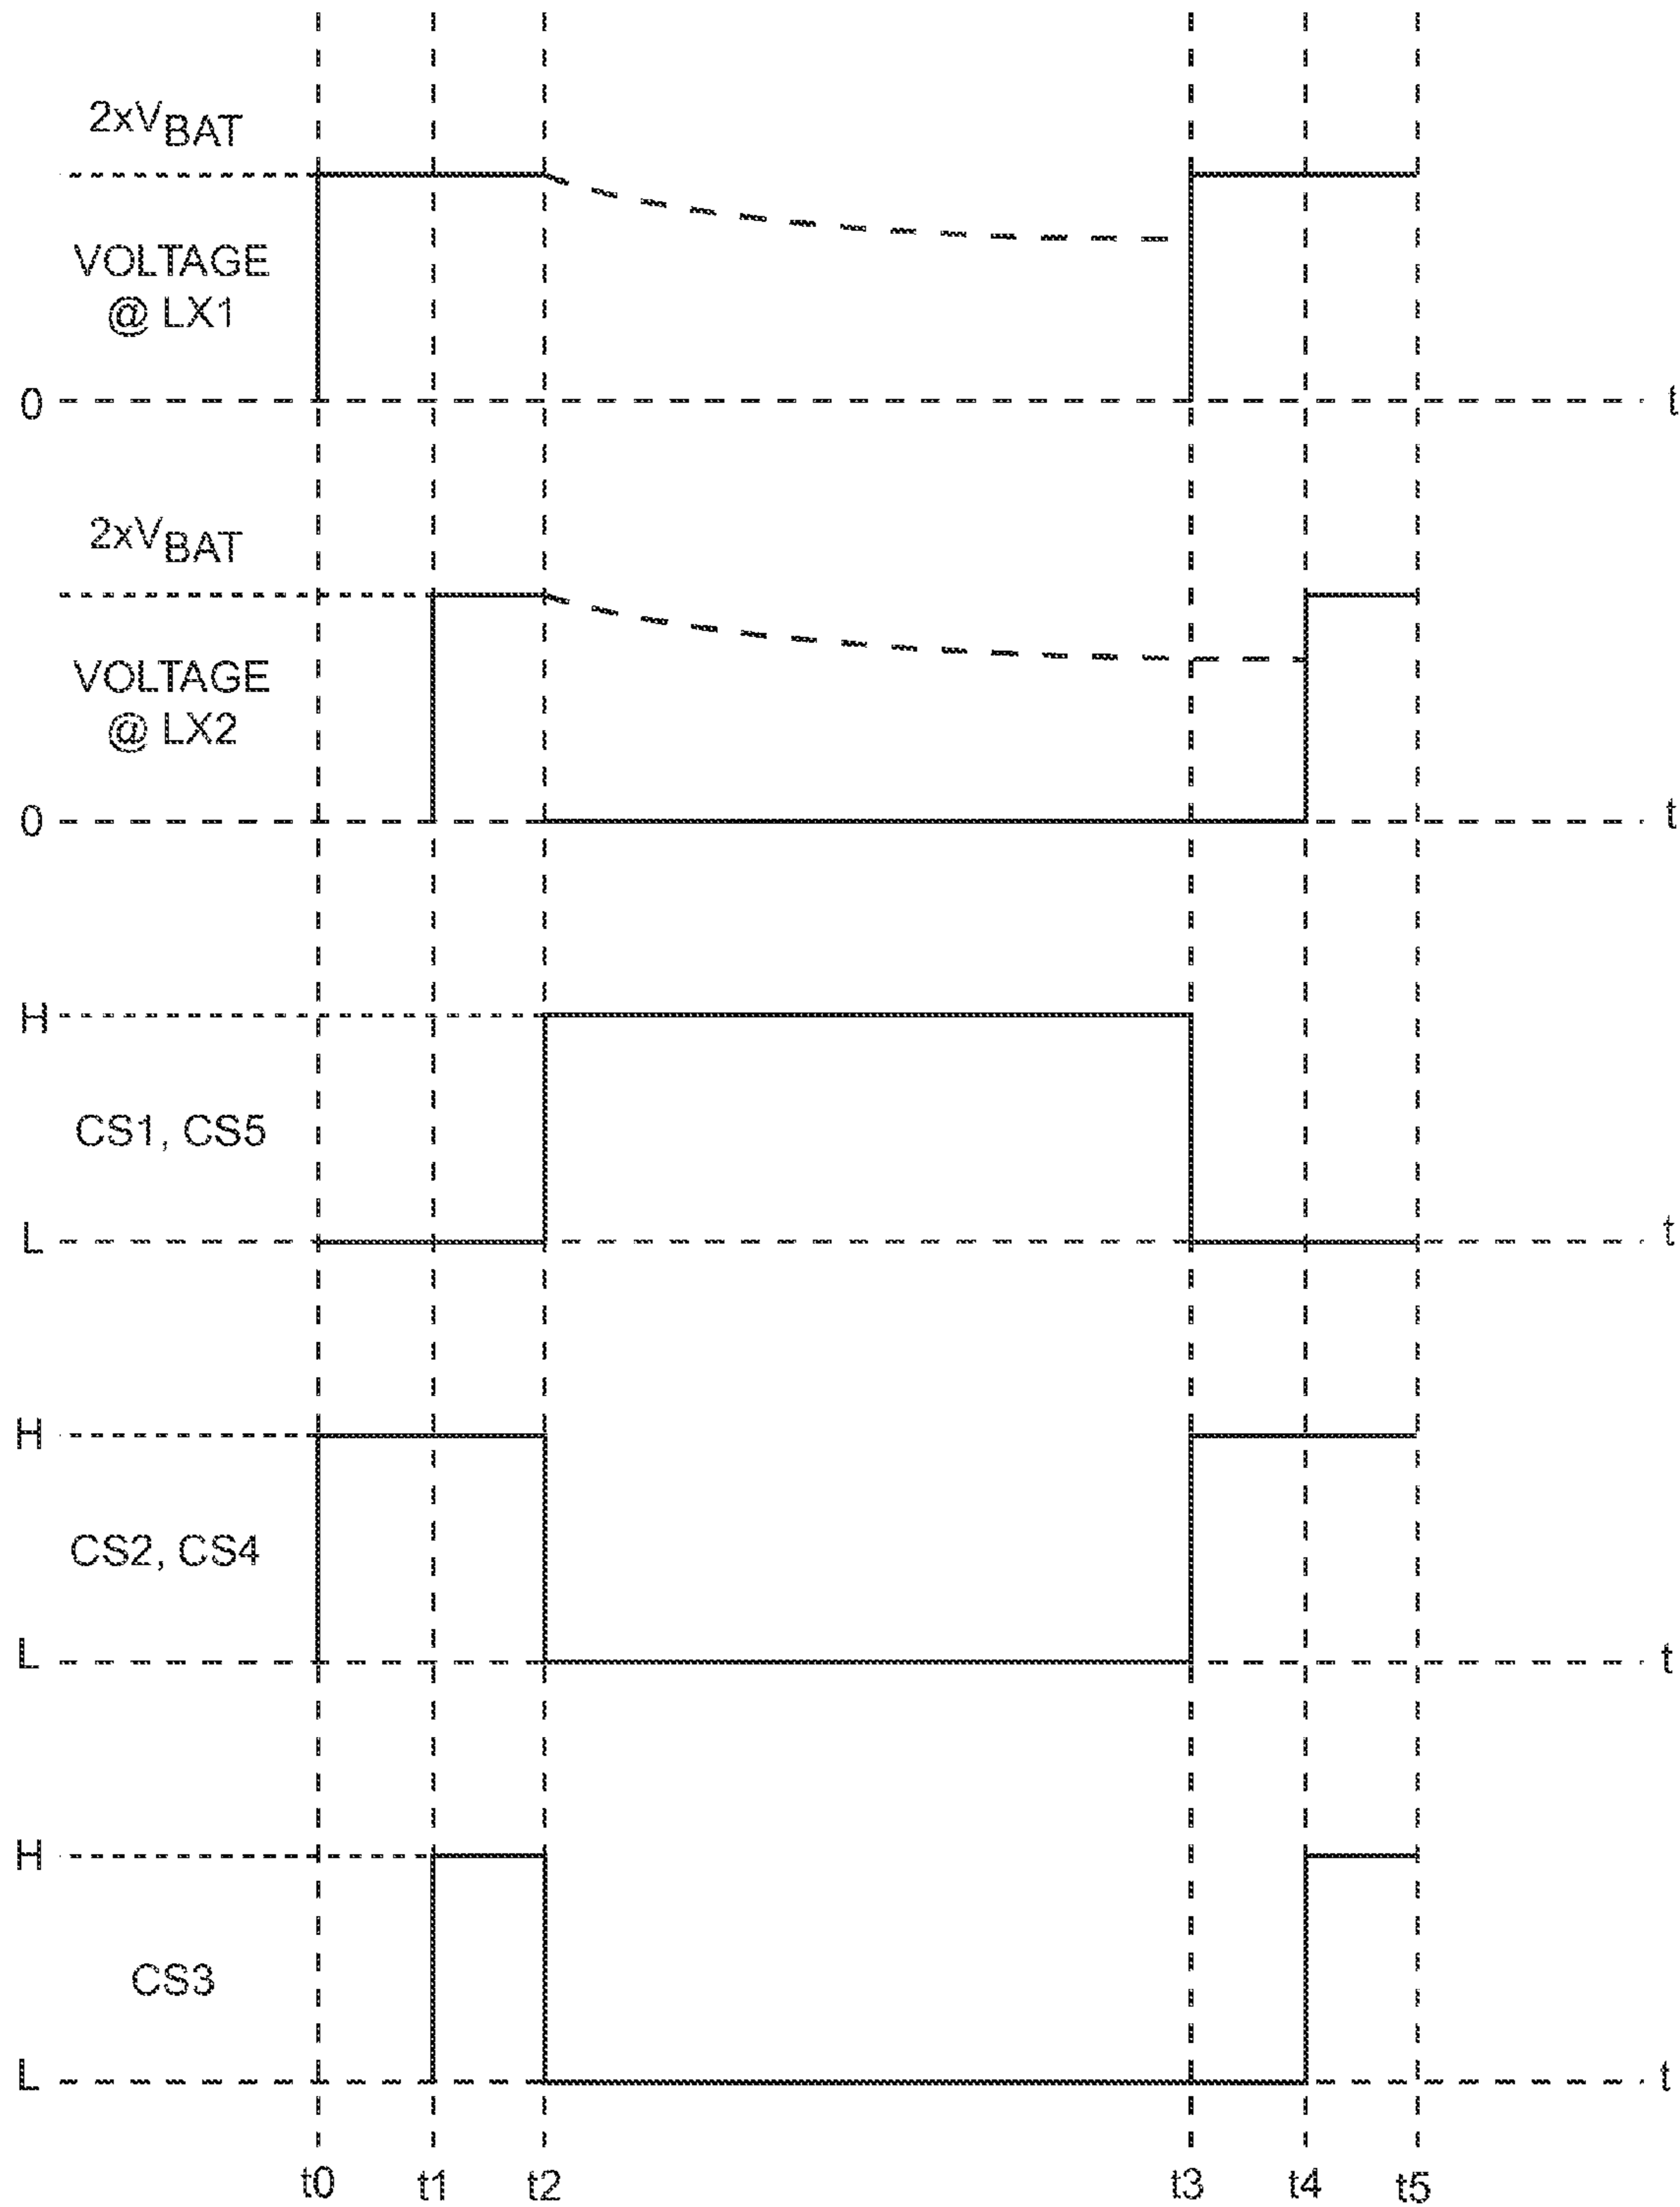 2xVBAT
VOLTAGE
@ LX1
0
t
2xVBAT
VOLTAGE
@ LX2
0
t
H
CS1, CS5
L
t
H
CS2, CS4
L
t
H
CS3
L
t
t0 t1 t2 t3 t4 t5